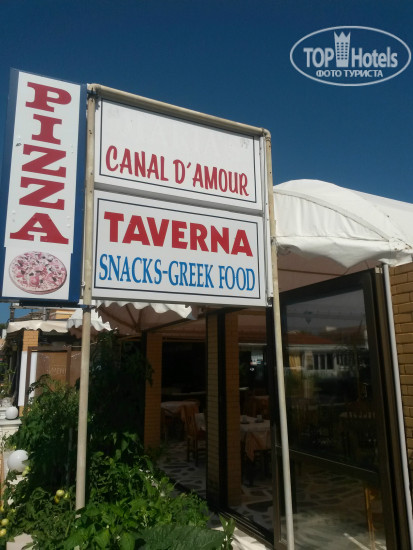 TOP Hotels
ФОТО ТУРИСТА
PIZZA
CANAL D'AMOUR
TAVERNA
SNACKS-GREEK FOOD